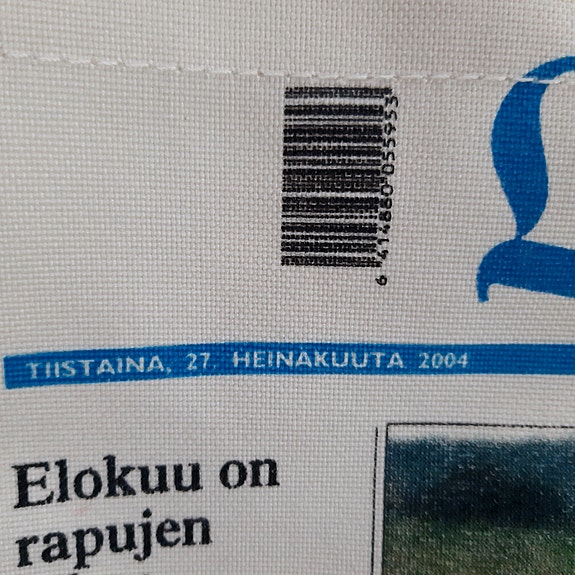 6 414880 055953
TIISTAINA, 27. HEINÄKUUTA 2004
Elokuu on
rapujen